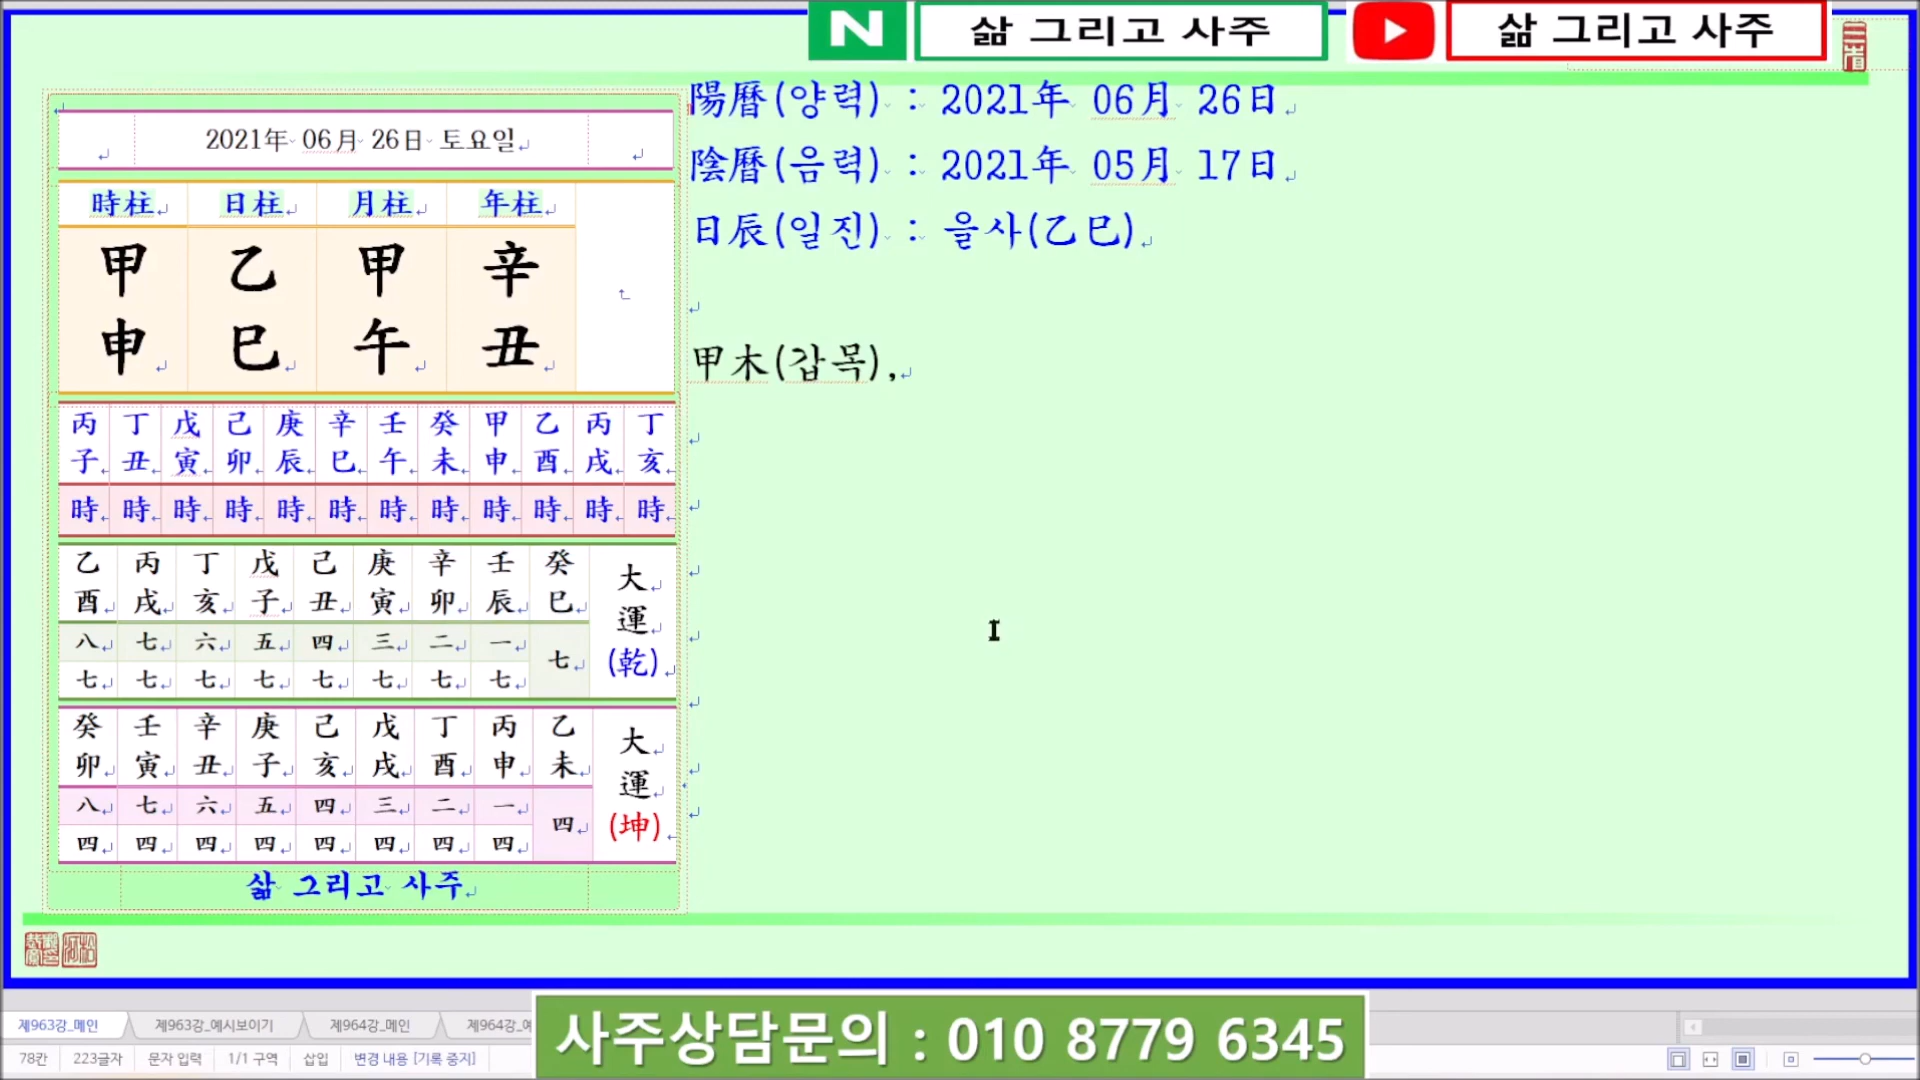 N 삶 그리고 사주 삶 그리고 사주
2021年 06月 26日 토요일
時柱 日柱 月柱 年柱
甲 乙 甲 辛
申 巳 午 丑
丙 丁 戊 己 庚 辛 壬 癸 甲 乙 丙 丁
子 丑 寅 卯 辰 巳 午 未 申 酉 戌 亥
時 時 時 時 時 時 時 時 時 時 時 時
乙 丙 丁 戊 己 庚 辛 壬 癸 大
酉 戌 亥 子 丑 寅 卯 辰 巳 運
八 七 六 五 四 三 二 一 七 (乾)
七 七 七 七 七 七 七 七
癸 壬 辛 庚 己 戊 丁 丙 乙 大
卯 寅 丑 子 亥 戌 酉 申 未 運
八 七 六 五 四 三 二 一 四 (坤)
四 四 四 四 四 四 四 四
삶 그리고 사주
陽曆(양력) : 2021年 06月 26日
陰曆(음력) : 2021年 05月 17日
日辰(일진) : 을사(乙巳)
甲木(갑목),
제963강_메인 제963강_예시보이기 제964강_메인 제964강_예
78칸 223글자 문자 입력 1/1 구역 삽입 변경 내용 [기록 중지]
사주상담문의 : 010 8779 6345